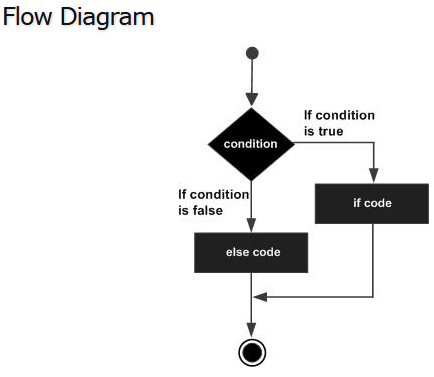 Flow Diagram
If condition
is true
condition
If condition
is false
if code
else code